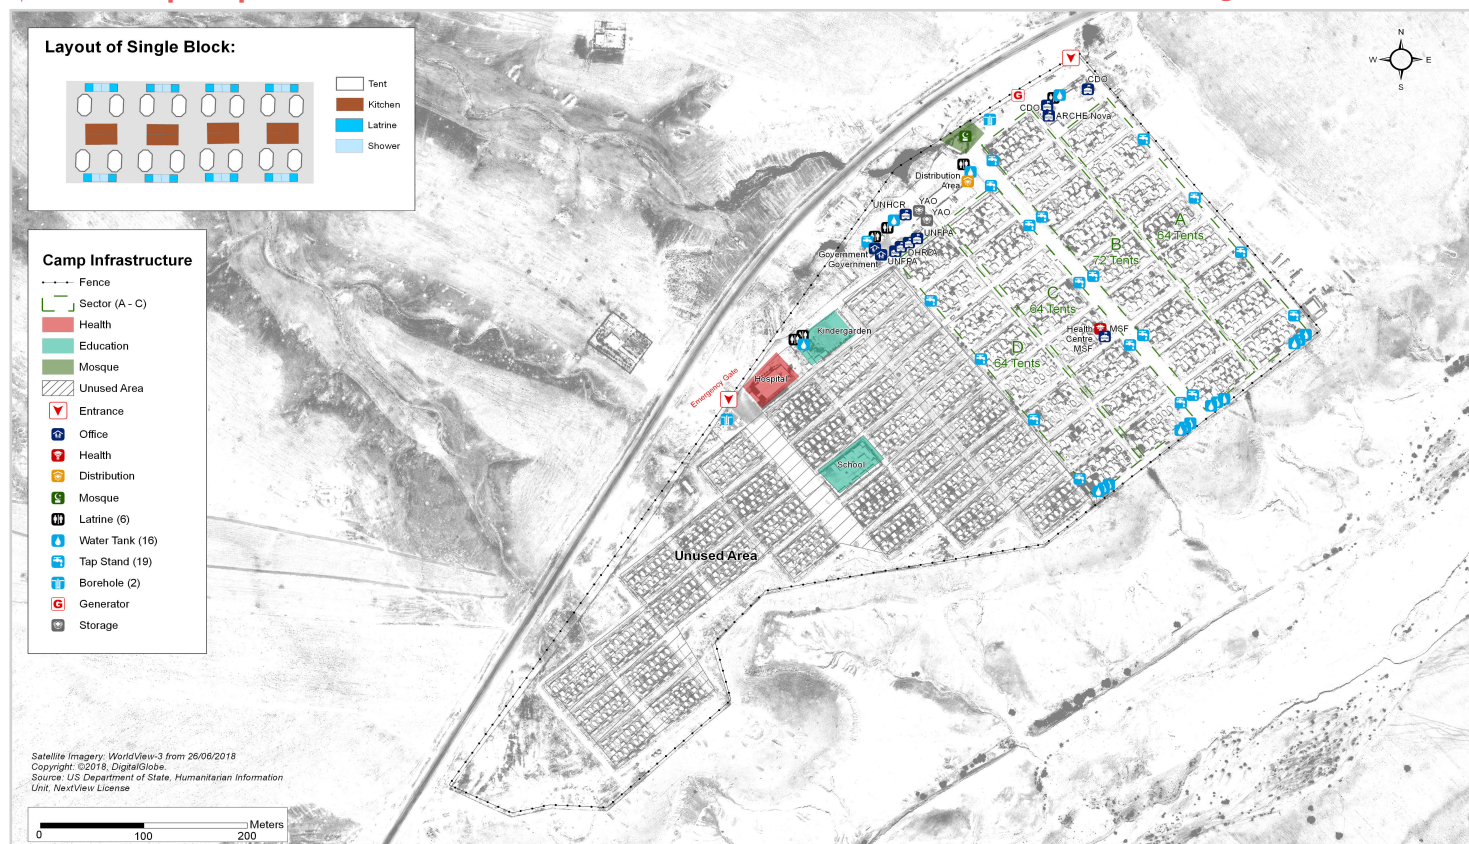 Layout of Single Block:
Tent
Kitchen
Latrine
Shower
Camp Infrastructure
Fence
Sector (A - C)
Health
Education
Mosque
Unused Area
Entrance
Office
Health
Distribution
Mosque
Latrine (6)
Water Tank (16)
Tap Stand (19)
Borehole (2)
G Generator
Storage
Satellite Imagery: WorldView-3 from 26/06/2018
Copyright: ©2018, DigitalGlobe.
Source: US Department of State, Humanitarian Information
Unit, NextView License
0 100 200 Meters
N
W E
S
CDO
G
CDO
ARCHE Nova
Distribution
Area
YAO
UNHCR
YAO
UNFPA
DHRCA
Government
Government
UNFPA
A
64 Tents
B
72 Tents
C
64 Tents
D
64 Tents
Health
Centre
MSF
MSF
Kindergarden
Hospital
Emergency Gate
School
Unused Area